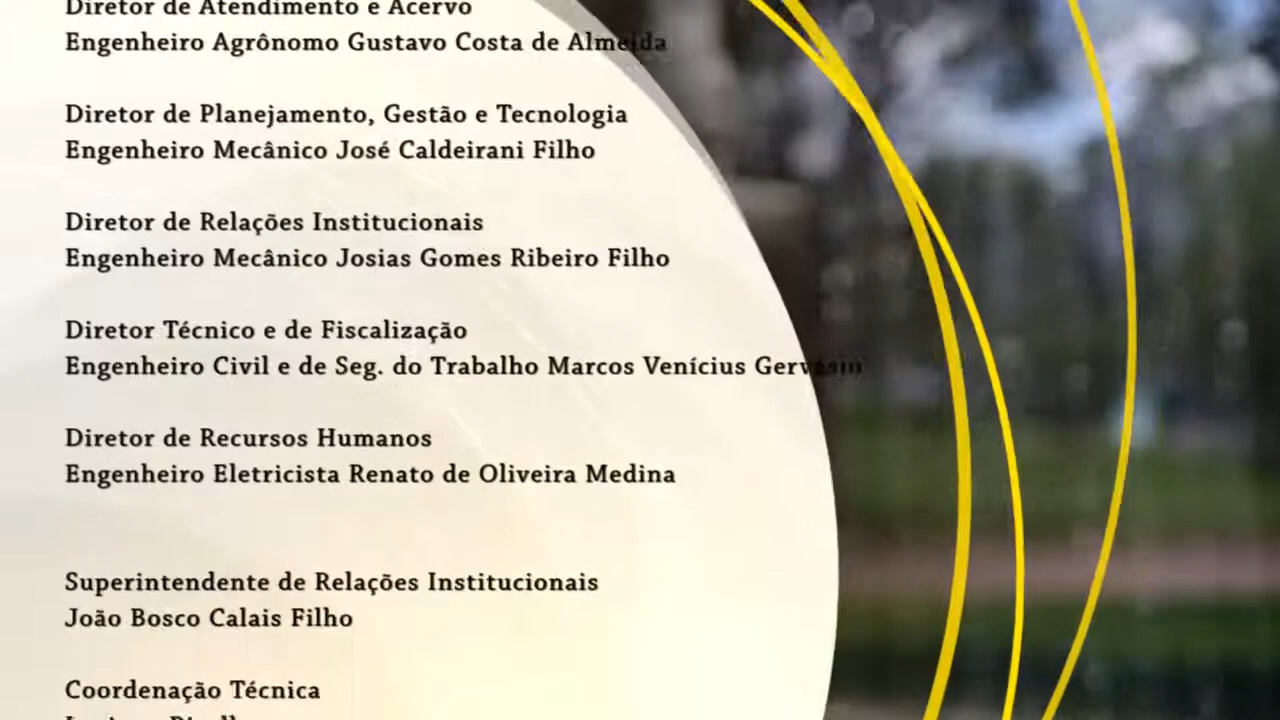 Diretor de Atendimento e Acervo
Engenheiro Agrônomo Gustavo Costa de Almeida
Diretor de Planejamento, Gestão e Tecnologia
Engenheiro Mecânico José Caldeirani Filho
Diretor de Relações Institucionais
Engenheiro Mecânico Josias Gomes Ribeiro Filho
Diretor Técnico e de Fiscalização
Engenheiro Civil e de Seg. do Trabalho Marcos Venícius Gervásio
Diretor de Recursos Humanos
Engenheiro Eletricista Renato de Oliveira Medina
Superintendente de Relações Institucionais
João Bosco Calais Filho
Coordenação Técnica